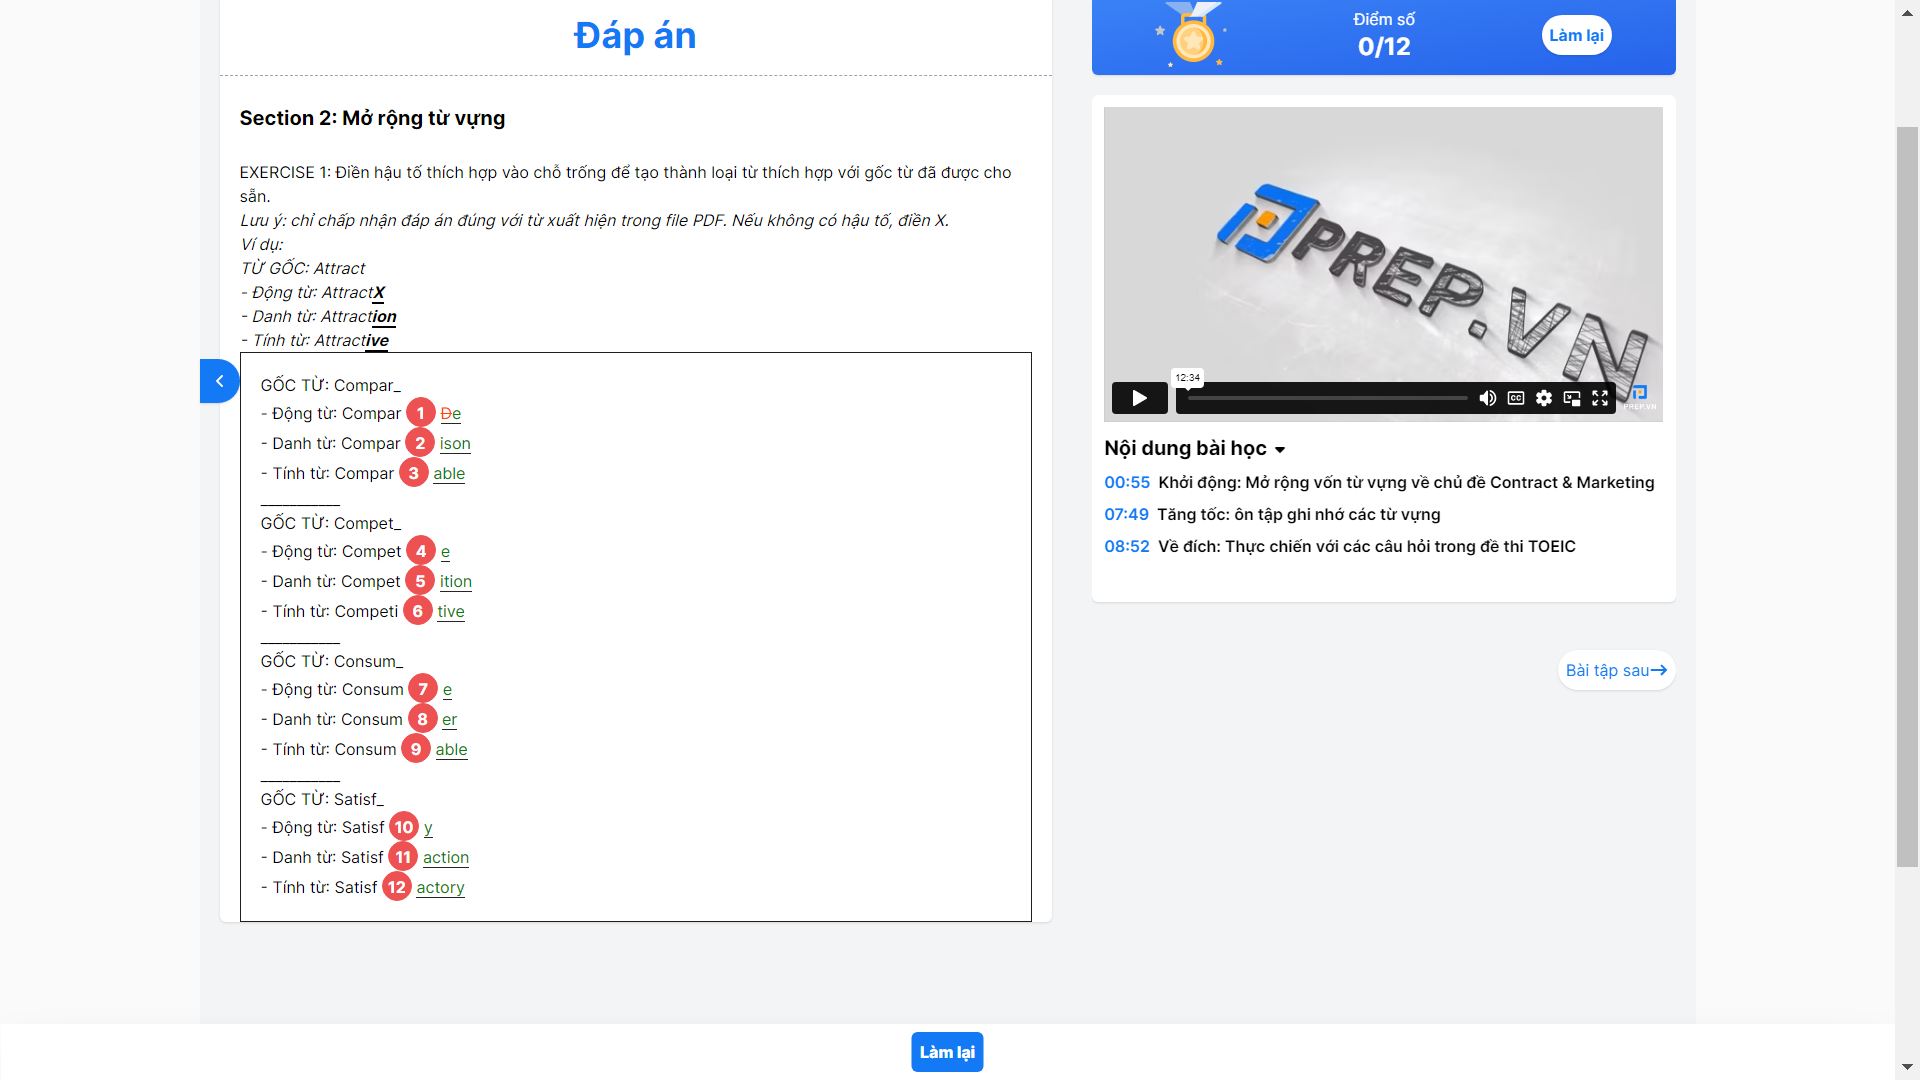 Đáp án
Section 2: Mở rộng từ vựng
EXERCISE 1: Điền hậu tố thích hợp vào chỗ trống để tạo thành loại từ thích hợp với gốc từ đã được cho
sẵn.
Lưu ý: chỉ chấp nhận đáp án đúng với từ xuất hiện trong file PDF. Nếu không có hậu tố, điền X.
Ví dụ:
TỪ GỐC: Attract
- Động từ: AttractX
- Danh từ: Attraction
- Tính từ: Attractive
GỐC TỪ: Compar_
- Động từ: Compar 1 De
- Danh từ: Compar 2 ison
- Tính từ: Compar 3 able
___________
GỐC TỪ: Compet_
- Động từ: Compet 4 e
- Danh từ: Compet 5 ition
- Tính từ: Competi 6 tive
___________
GỐC TỪ: Consum_
- Động từ: Consum 7 e
- Danh từ: Consum 8 er
- Tính từ: Consum 9 able
___________
GỐC TỪ: Satisf_
- Động từ: Satisf 10 y
- Danh từ: Satisf 11 action
- Tính từ: Satisf 12 actory
Điểm số
0/12
Làm lại
PREP.VN
12:34
CC
PREP.VN
Nội dung bài học
00:55 Khởi động: Mở rộng vốn từ vựng về chủ đề Contract & Marketing
07:49 Tăng tốc: ôn tập ghi nhớ các từ vựng
08:52 Về đích: Thực chiến với các câu hỏi trong đề thi TOEIC
Bài tập sau
Làm lại